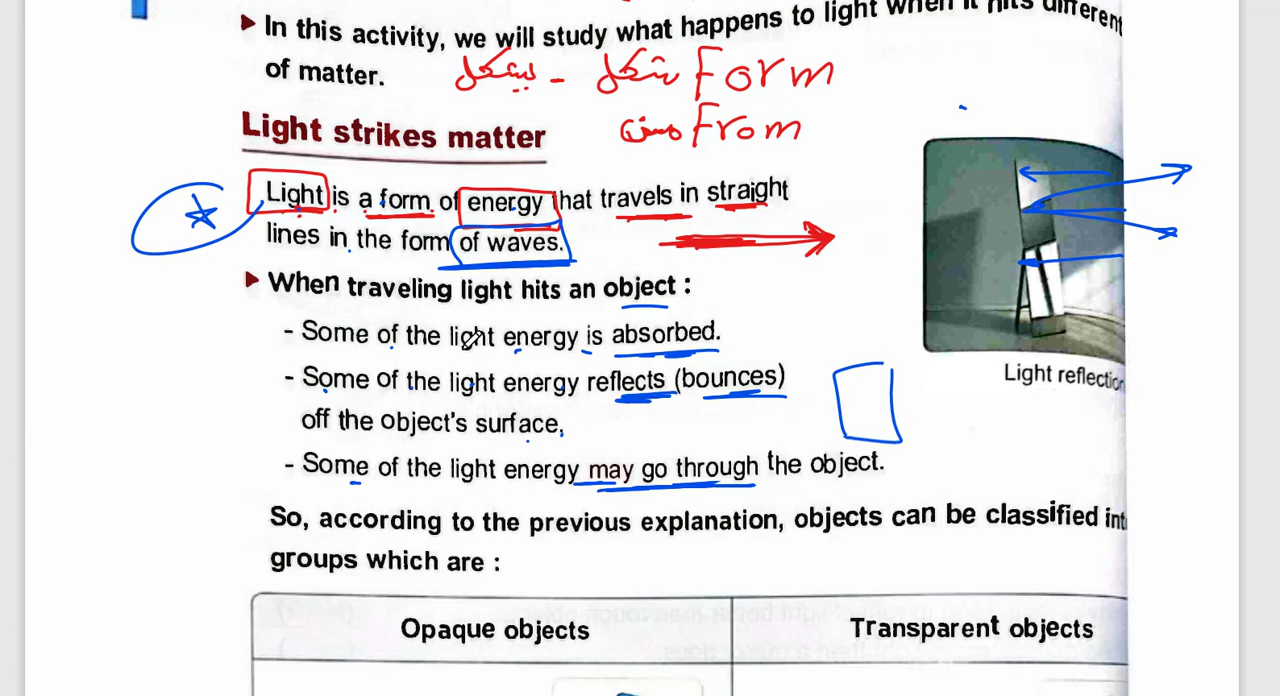 ▶ In this activity, we will study what happens to light when it hits different
of matter.
يتشكل - بشكل Form
من From
Light strikes matter
Light is a form of energy that travels in straight
lines in the form of waves.
▶ When traveling light hits an object :
- Some of the light energy is absorbed.
- Some of the light energy reflects (bounces)
off the object's surface.
- Some of the light energy may go through the object.
Light reflection
So, according to the previous explanation, objects can be classified int
groups which are :
Opaque objects
Transparent objects